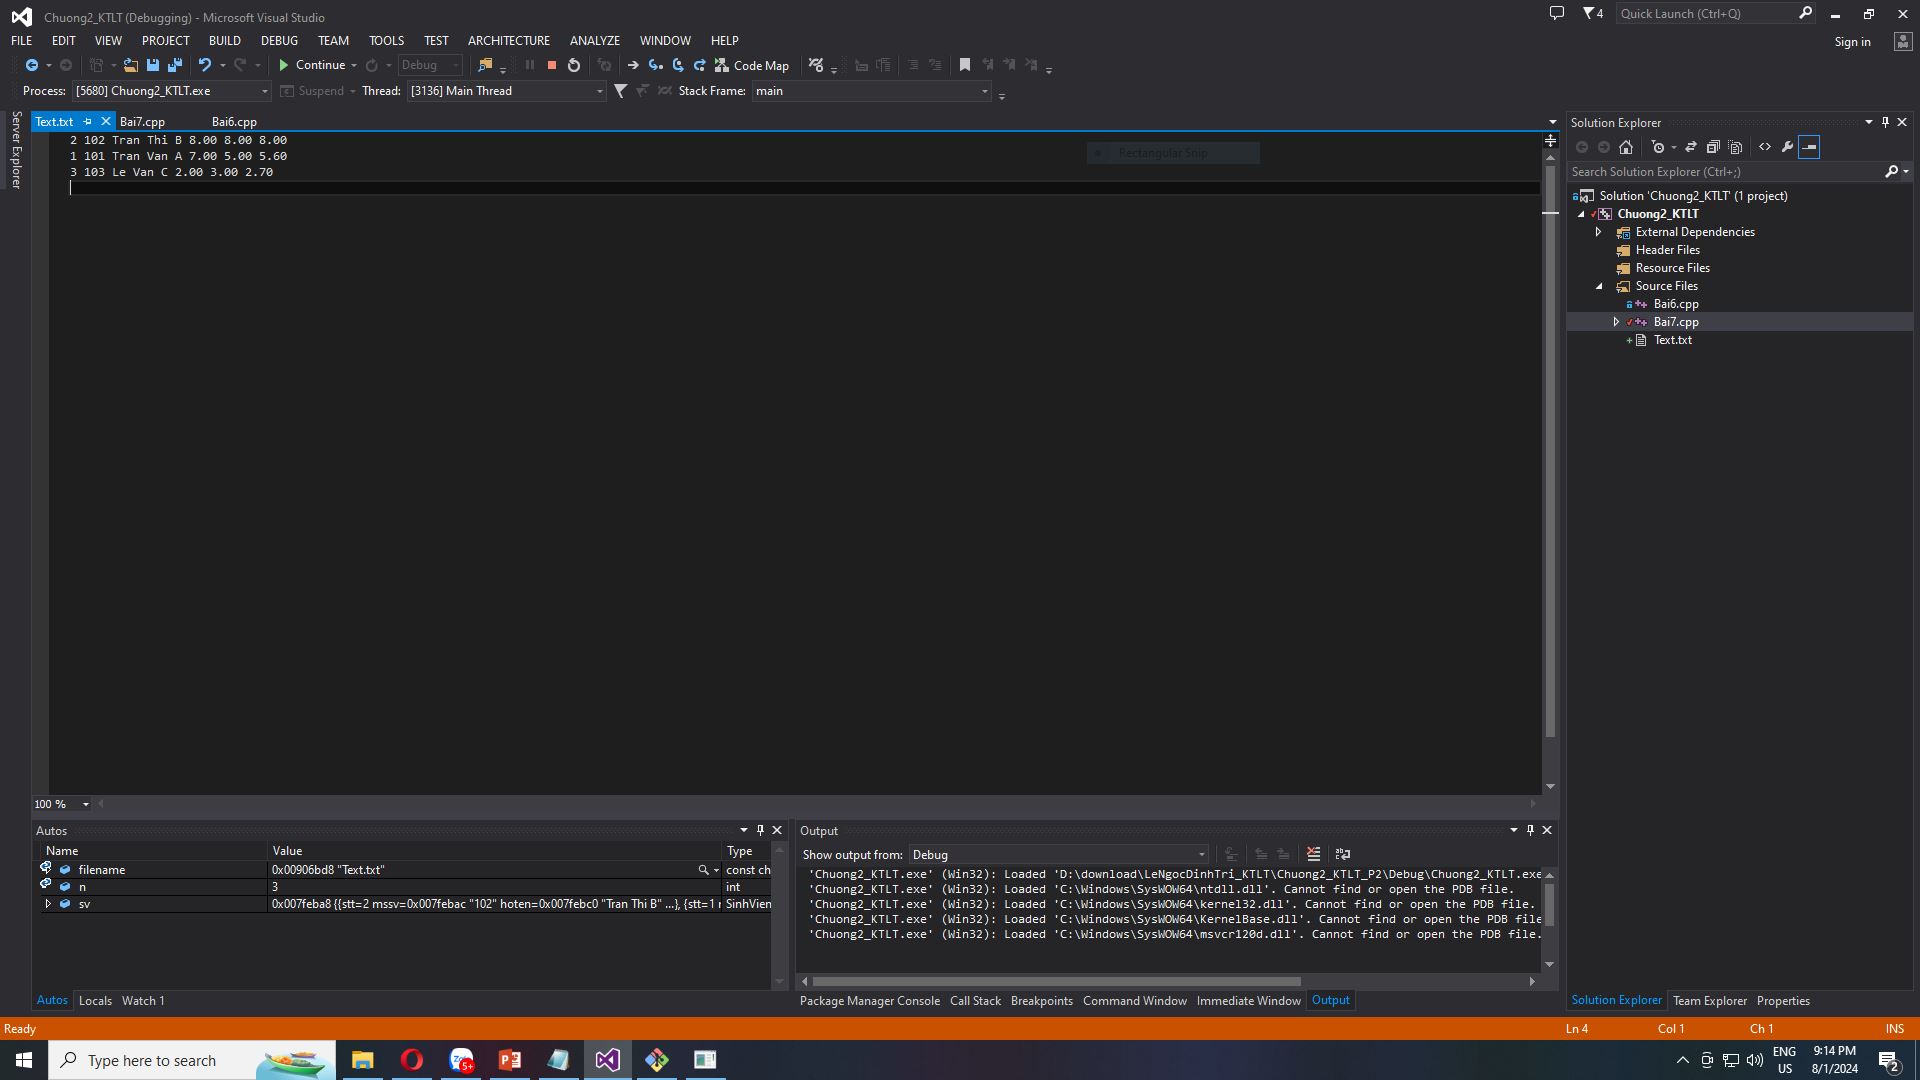 Chuong2_KTLT (Debugging) - Microsoft Visual Studio
4
Quick Launch (Ctrl+Q)
FILE EDIT VIEW PROJECT BUILD DEBUG TEAM TOOLS TEST ARCHITECTURE ANALYZE WINDOW HELP
Sign in
Continue Debug Code Map
Process: [5680] Chuong2_KTLT.exe Suspend Thread: [3136] Main Thread Stack Frame: main
Server Explorer
Text.txt Bai7.cpp Bai6.cpp
2 102 Tran Thi B 8.00 8.00 8.00
1 101 Tran Van A 7.00 5.00 5.60
3 103 Le Van C 2.00 3.00 2.70
Rectangular Snip
100 %
Solution Explorer
Search Solution Explorer (Ctrl+;)
Solution 'Chuong2_KTLT' (1 project)
Chuong2_KTLT
External Dependencies
Header Files
Resource Files
Source Files
Bai6.cpp
Bai7.cpp
Text.txt
Autos
Name Value Type
filename 0x00906bd8 "Text.txt" const ch
n 3 int
sv 0x007feba8 {{stt=2 mssv=0x007febac "102" hoten=0x007febc0 "Tran Thi B" ...}, {stt=1 r SinhVien
Autos Locals Watch 1
Output
Show output from: Debug
'Chuong2_KTLT.exe' (Win32): Loaded 'D:\download\LeNgocDinhTri_KTLT\Chuong2_KTLT_P2\Debug\Chuong2_KTLT.exe
'Chuong2_KTLT.exe' (Win32): Loaded 'C:\Windows\SysWOW64\ntdll.dll'. Cannot find or open the PDB file.
'Chuong2_KTLT.exe' (Win32): Loaded 'C:\Windows\SysWOW64\kernel32.dll'. Cannot find or open the PDB file.
'Chuong2_KTLT.exe' (Win32): Loaded 'C:\Windows\SysWOW64\KernelBase.dll'. Cannot find or open the PDB file
'Chuong2_KTLT.exe' (Win32): Loaded 'C:\Windows\SysWOW64\msvcr120d.dll'. Cannot find or open the PDB file.
Package Manager Console Call Stack Breakpoints Command Window Immediate Window Output
Solution Explorer Team Explorer Properties
Ready
Ln 4 Col 1 Ch 1 INS
Type here to search
5+
ENG
US
9:14 PM
8/1/2024
2